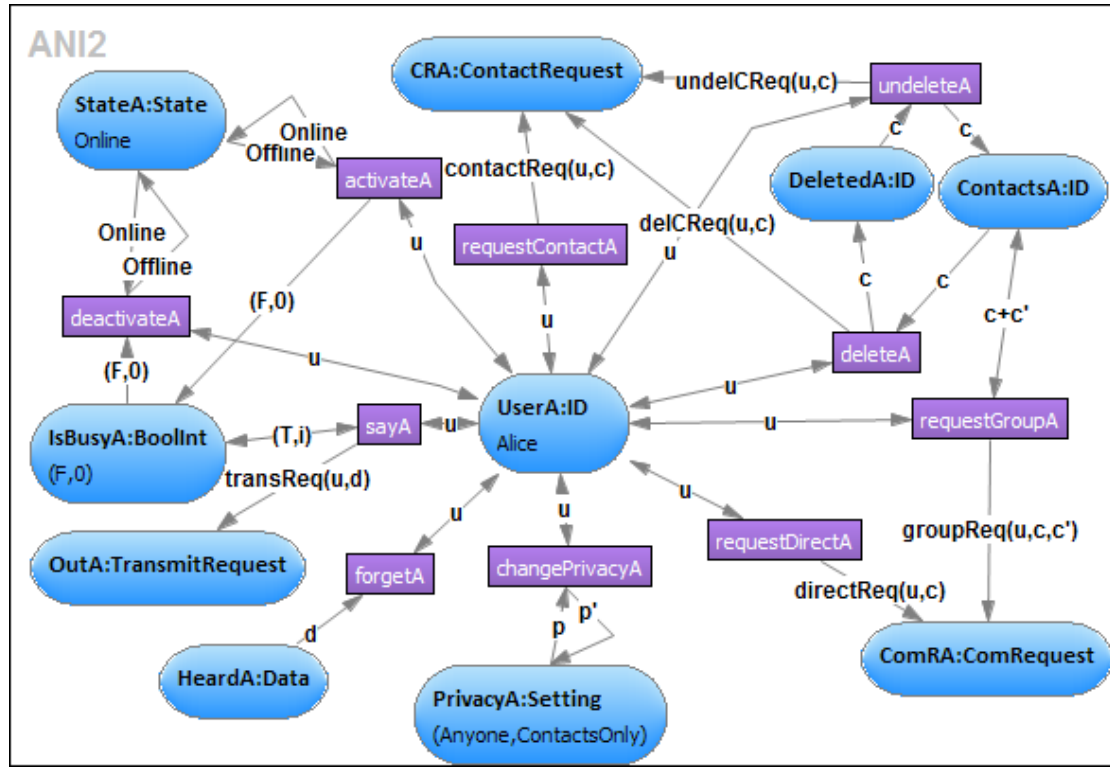 ANI2
StateA:State
Online
CRA:ContactRequest
undelCReq(u,c)
undeleteA
Online
Offline
activateA
contactReq(u,c)
c
c
DeletedA:ID
ContactsA:ID
u
requestContactA
delCReq(u,c)
u
Online
Offline
deactivateA
(F,0)
c
c
c+c'
(F,0)
u
u
deleteA
u
UserA:ID
Alice
IsBusyA:BoolInt
(F,0)
(T,i)
sayA
u
u
requestGroupA
transReq(u,d)
u
u
u
requestDirectA
groupReq(u,c,c')
OutA:TransmitRequest
forgetA
changePrivacyA
directReq(u,c)
d
p
p'
HeardA:Data
PrivacyA:Setting
(Anyone,ContactsOnly)
ComRA:ComRequest